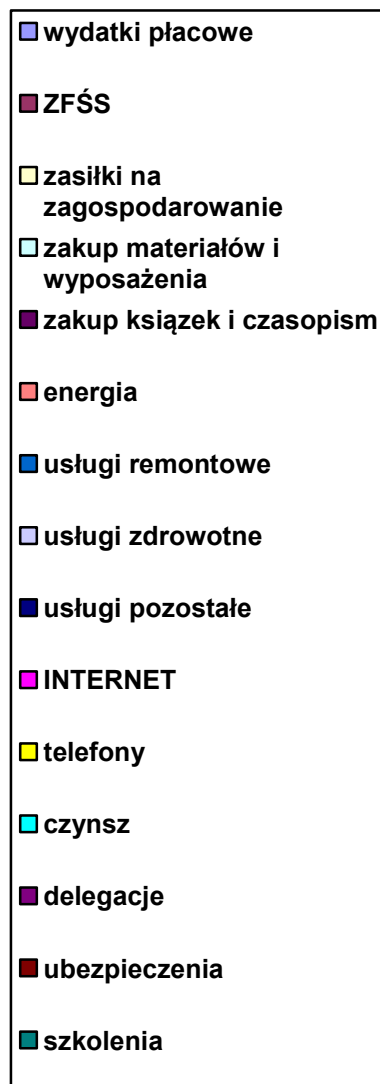 wydatki płacowe
ZFŚS
zasiłki na
zagospodarowanie
zakup materiałów i
wyposażenia
zakup ksiązek i czasopism
energia
usługi remontowe
usługi zdrowotne
usługi pozostałe
INTERNET
telefony
czynsz
delegacje
ubezpieczenia
szkolenia